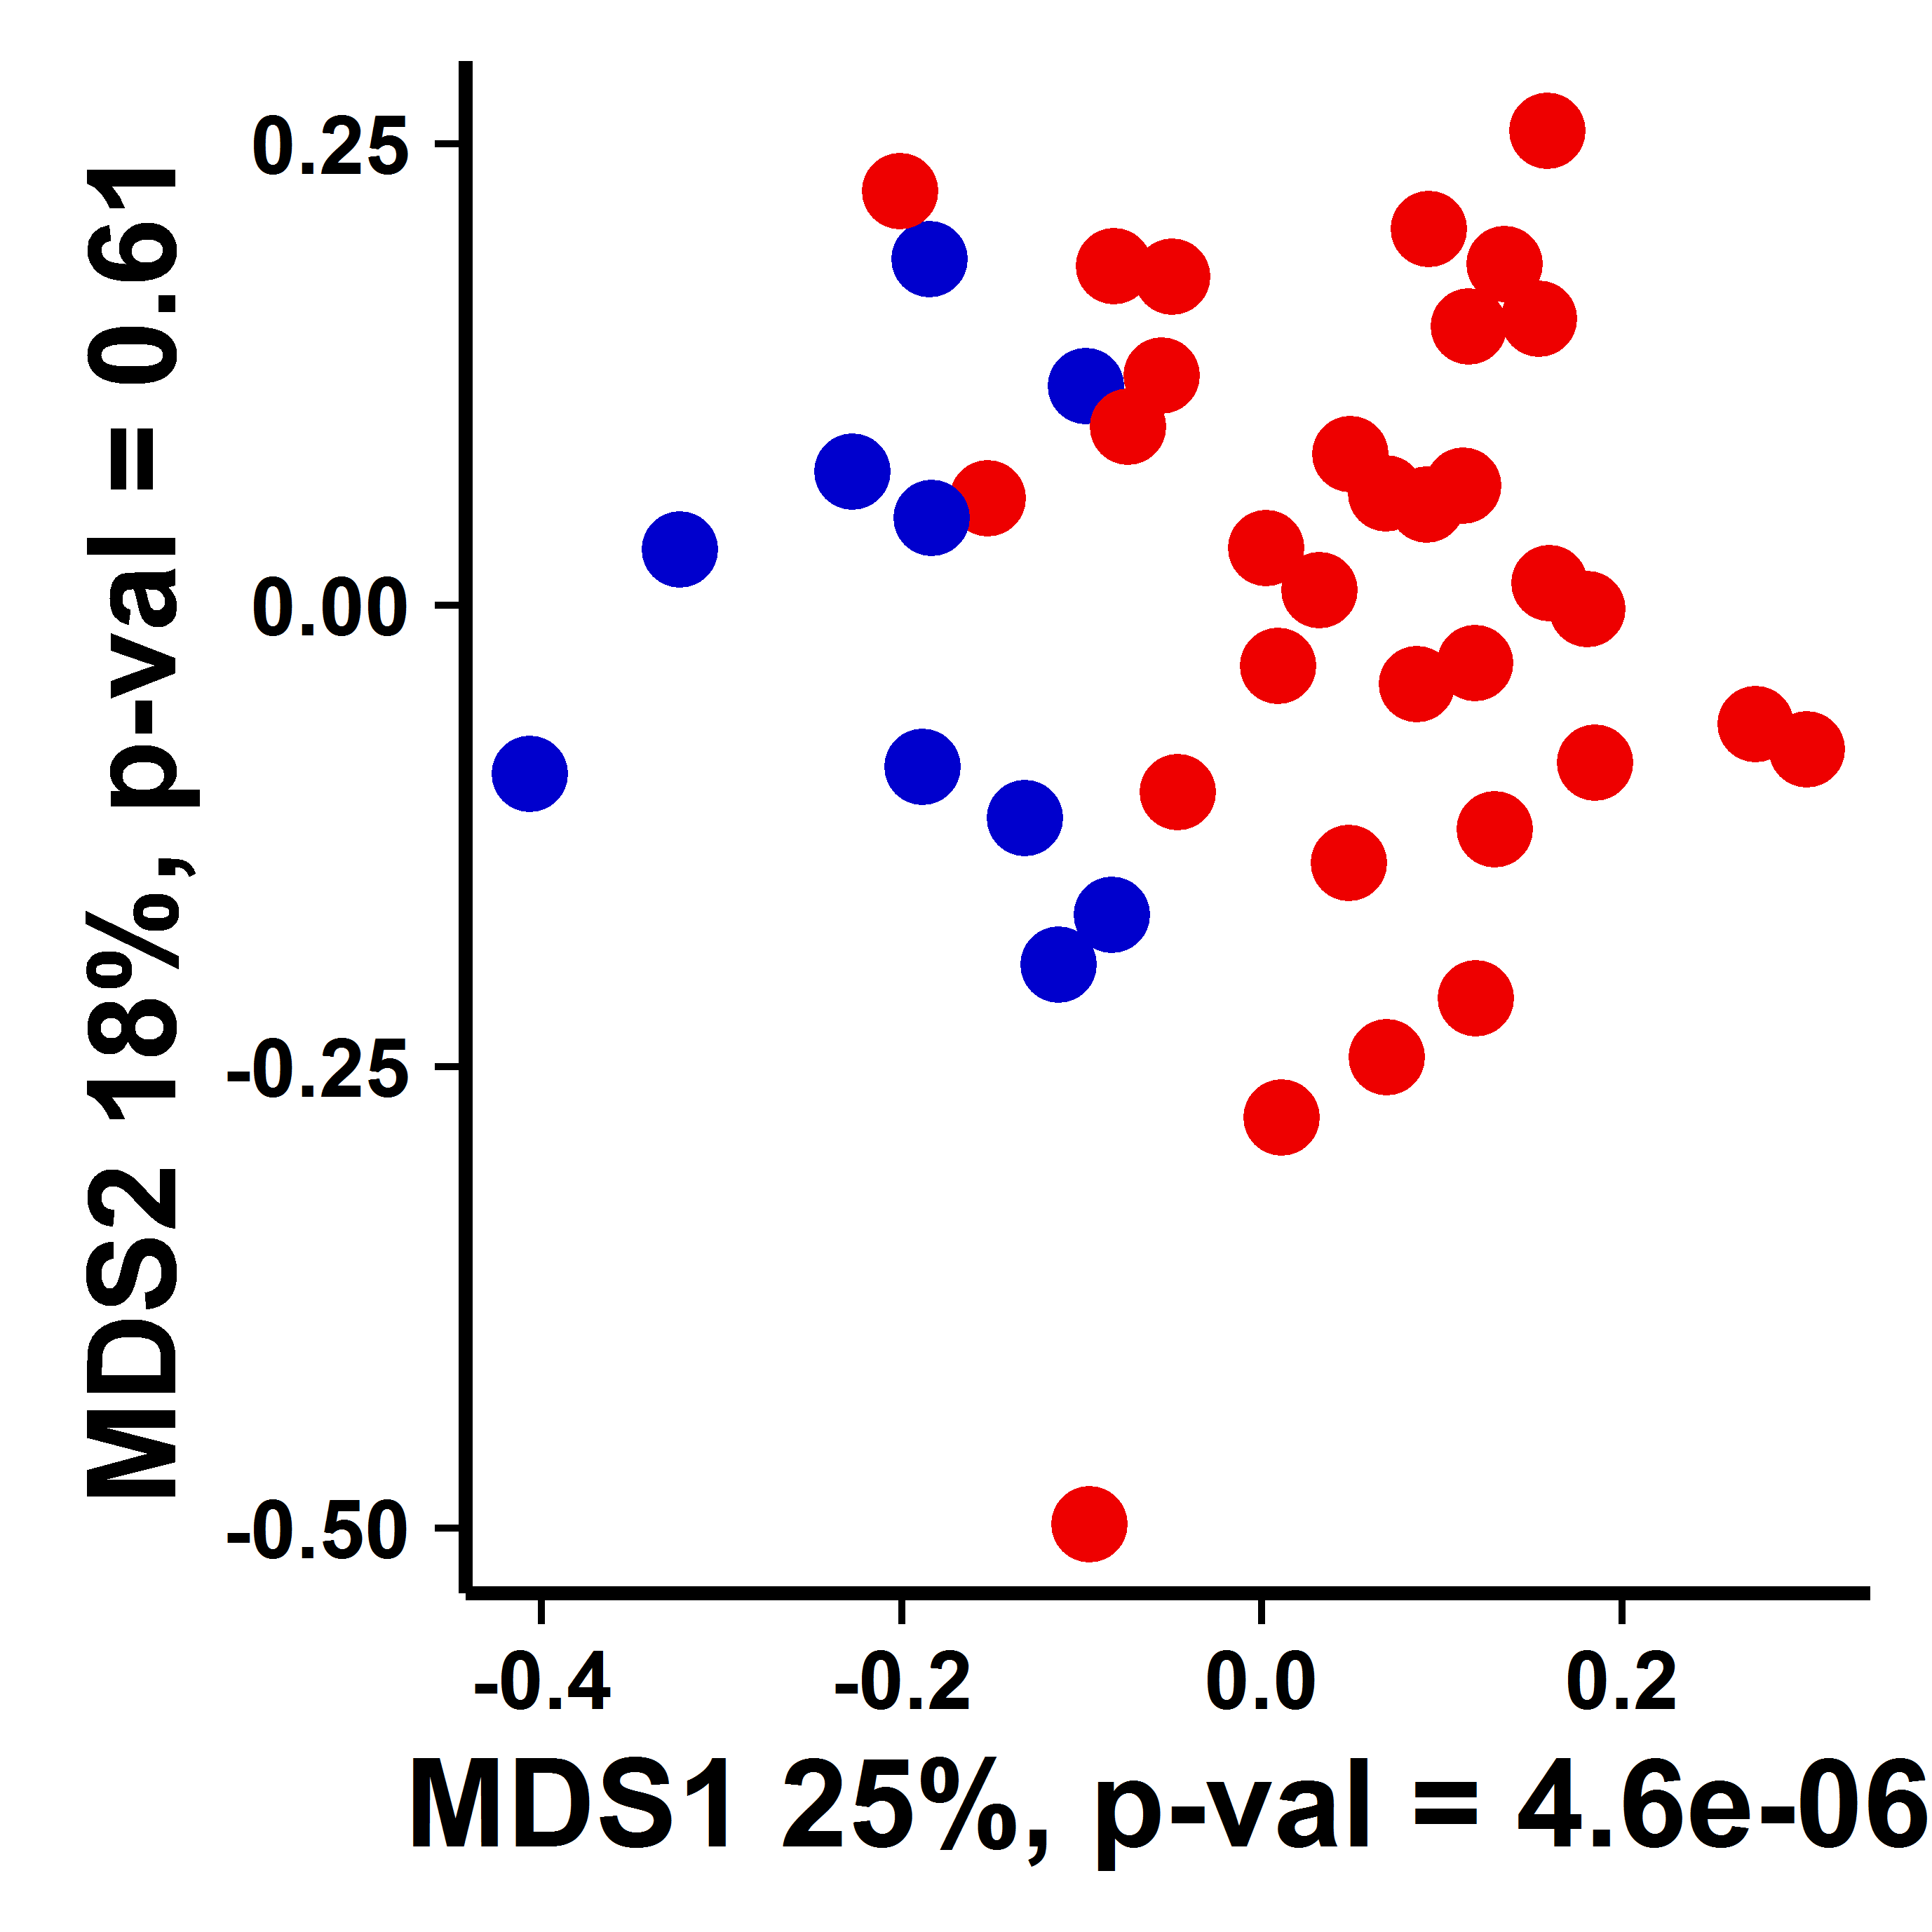 MDS2 18%, p-val = 0.61
0.25
0.00
-0.25
-0.50
-0.4 -0.2 0.0 0.2
MDS1 25%, p-val = 4.6e-06